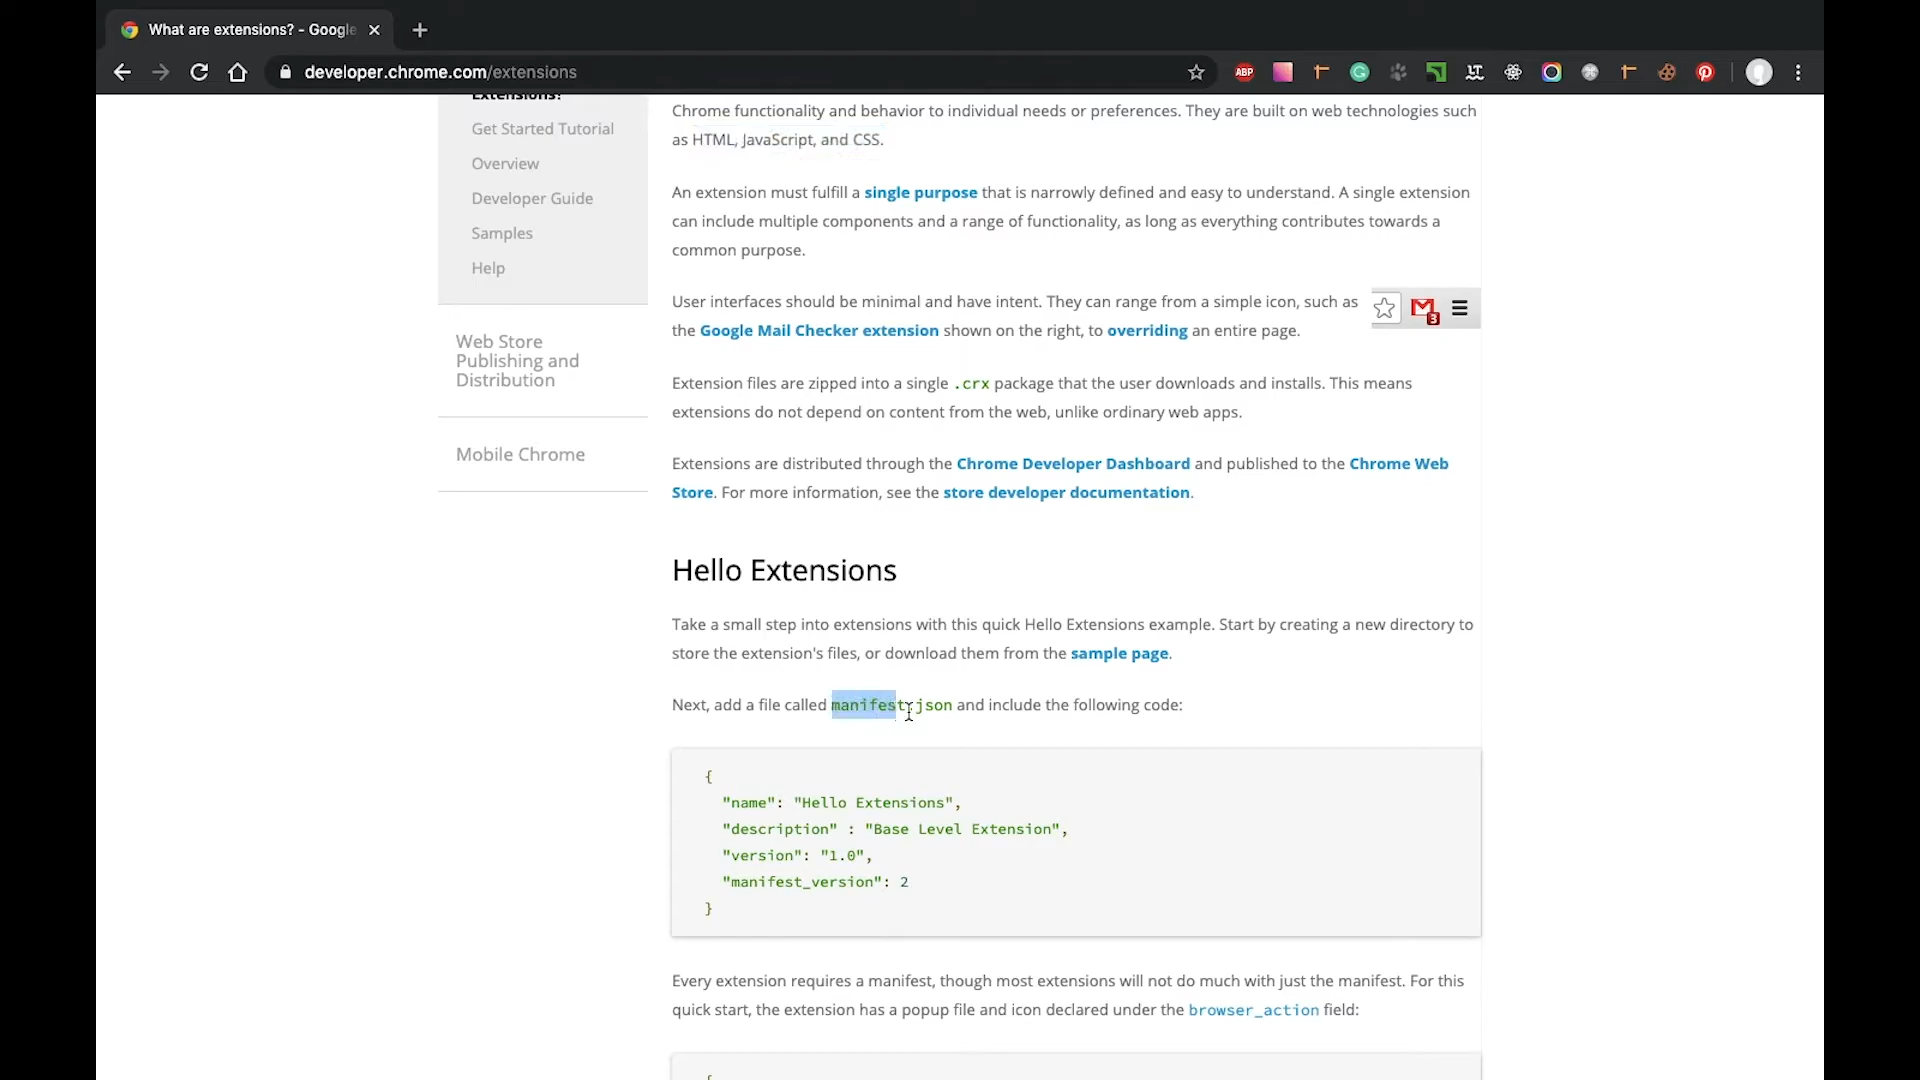 What are extensions? - Google
developer.chrome.com/extensions
ABP
Extensions?
Get Started Tutorial
Overview
Developer Guide
Samples
Help
Web Store
Publishing and
Distribution
Mobile Chrome
Chrome functionality and behavior to individual needs or preferences. They are built on web technologies such
as HTML, JavaScript, and CSS.
An extension must fulfill a single purpose that is narrowly defined and easy to understand. A single extension
can include multiple components and a range of functionality, as long as everything contributes towards a
common purpose.
User interfaces should be minimal and have intent. They can range from a simple icon, such as
the Google Mail Checker extension shown on the right, to overriding an entire page.
3
Extension files are zipped into a single .crx package that the user downloads and installs. This means
extensions do not depend on content from the web, unlike ordinary web apps.
Extensions are distributed through the Chrome Developer Dashboard and published to the Chrome Web
Store. For more information, see the store developer documentation.
Hello Extensions
Take a small step into extensions with this quick Hello Extensions example. Start by creating a new directory to
store the extension's files, or download them from the sample page.
Next, add a file called manifest.json and include the following code:
{
"name": "Hello Extensions",
"description" : "Base Level Extension",
"version": "1.0",
"manifest_version": 2
}
Every extension requires a manifest, though most extensions will not do much with just the manifest. For this
quick start, the extension has a popup file and icon declared under the browser_action field: